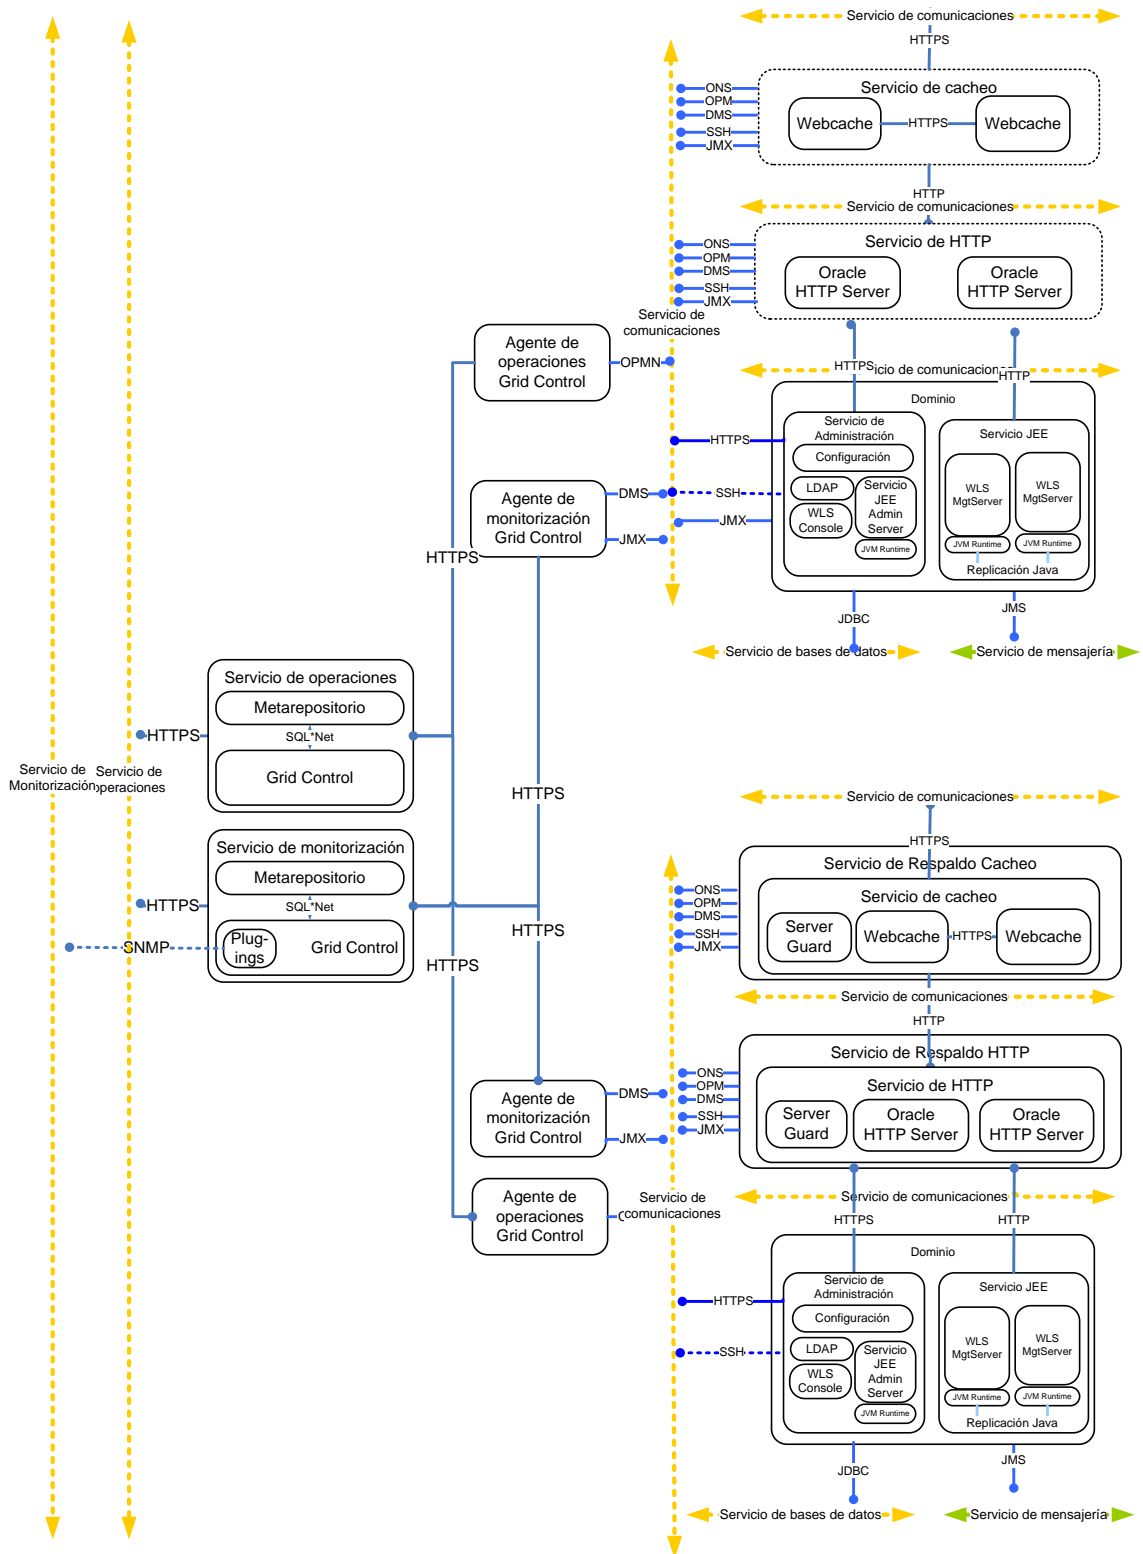 Servicio de comunicaciones
HTTPS
Servicio de cacheo
ONS
OPM
DMS
SSH
JMX
Webcache
HTTPS
Webcache
HTTP
Servicio de comunicaciones
Servicio de HTTP
ONS
OPM
DMS
SSH
JMX
Oracle
HTTP Server
Oracle
HTTP Server
Servicio de
comunicaciones
Agente de
operaciones
Grid Control
OPMN
HTTPS
icio de comunicaciones
HTTP
Dominio
Servicio de
Administración
Configuración
LDAP
WLS
Console
Servicio
JEE
Admin
Server
JVM Runtime
Servicio JEE
WLS
MgtServer
WLS
MgtServer
JVM Runtime
JVM Runtime
Replicación Java
HTTPS
SSH
JMX
Agente de
monitorización
Grid Control
DMS
JMX
HTTPS
JDBC
JMS
Servicio de bases de datos
Servicio de mensajería
Servicio de operaciones
Metarepositorio
SQL*Net
Grid Control
HTTPS
Servicio de
Monitorización
Servicio de
operaciones
HTTPS
Servicio de monitorización
Metarepositorio
SQL*Net
Plug-
ings
Grid Control
HTTPS
SNMP
HTTPS
HTTPS
Servicio de comunicaciones
HTTPS
Servicio de Respaldo Cacheo
Servicio de cacheo
ONS
OPM
DMS
SSH
JMX
Server
Guard
Webcache
HTTPS
Webcache
Servicio de comunicaciones
HTTP
Servicio de Respaldo HTTP
Servicio de HTTP
ONS
OPM
DMS
SSH
JMX
Server
Guard
Oracle
HTTP Server
Oracle
HTTP Server
Agente de
monitorización
Grid Control
DMS
JMX
Agente de
operaciones
Grid Control
Servicio de
comunicaciones
Servicio de comunicaciones
HTTPS
HTTP
Dominio
Servicio de
Administración
Configuración
LDAP
WLS
Console
Servicio
JEE
Admin
Server
JVM Runtime
Servicio JEE
WLS
MgtServer
WLS
MgtServer
JVM Runtime
JVM Runtime
Replicación Java
HTTPS
SSH
JDBC
JMS
Servicio de bases de datos
Servicio de mensajería